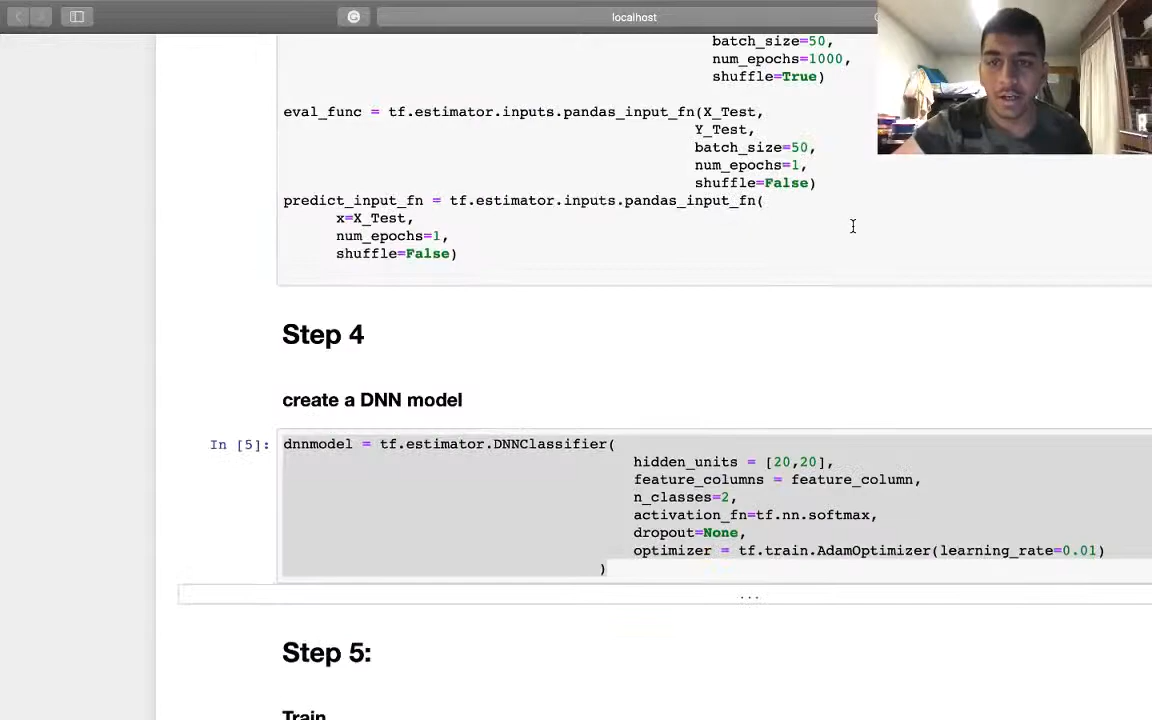 localhost
batch_size=50,
num_epochs=1000,
shuffle=True)
eval_func = tf.estimator.inputs.pandas_input_fn(X_Test,
Y_Test,
batch_size=50,
num_epochs=1,
shuffle=False)
predict_input_fn = tf.estimator.inputs.pandas_input_fn(
x=X_Test,
num_epochs=1,
shuffle=False)
Step 4
create a DNN model
In [5]:
dnnmodel = tf.estimator.DNNClassifier(
hidden_units = [20,20],
feature_columns = feature_column,
n_classes=2,
activation_fn=tf.nn.softmax,
dropout=None,
optimizer = tf.train.AdamOptimizer(learning_rate=0.01)
)
...
Step 5:
Train